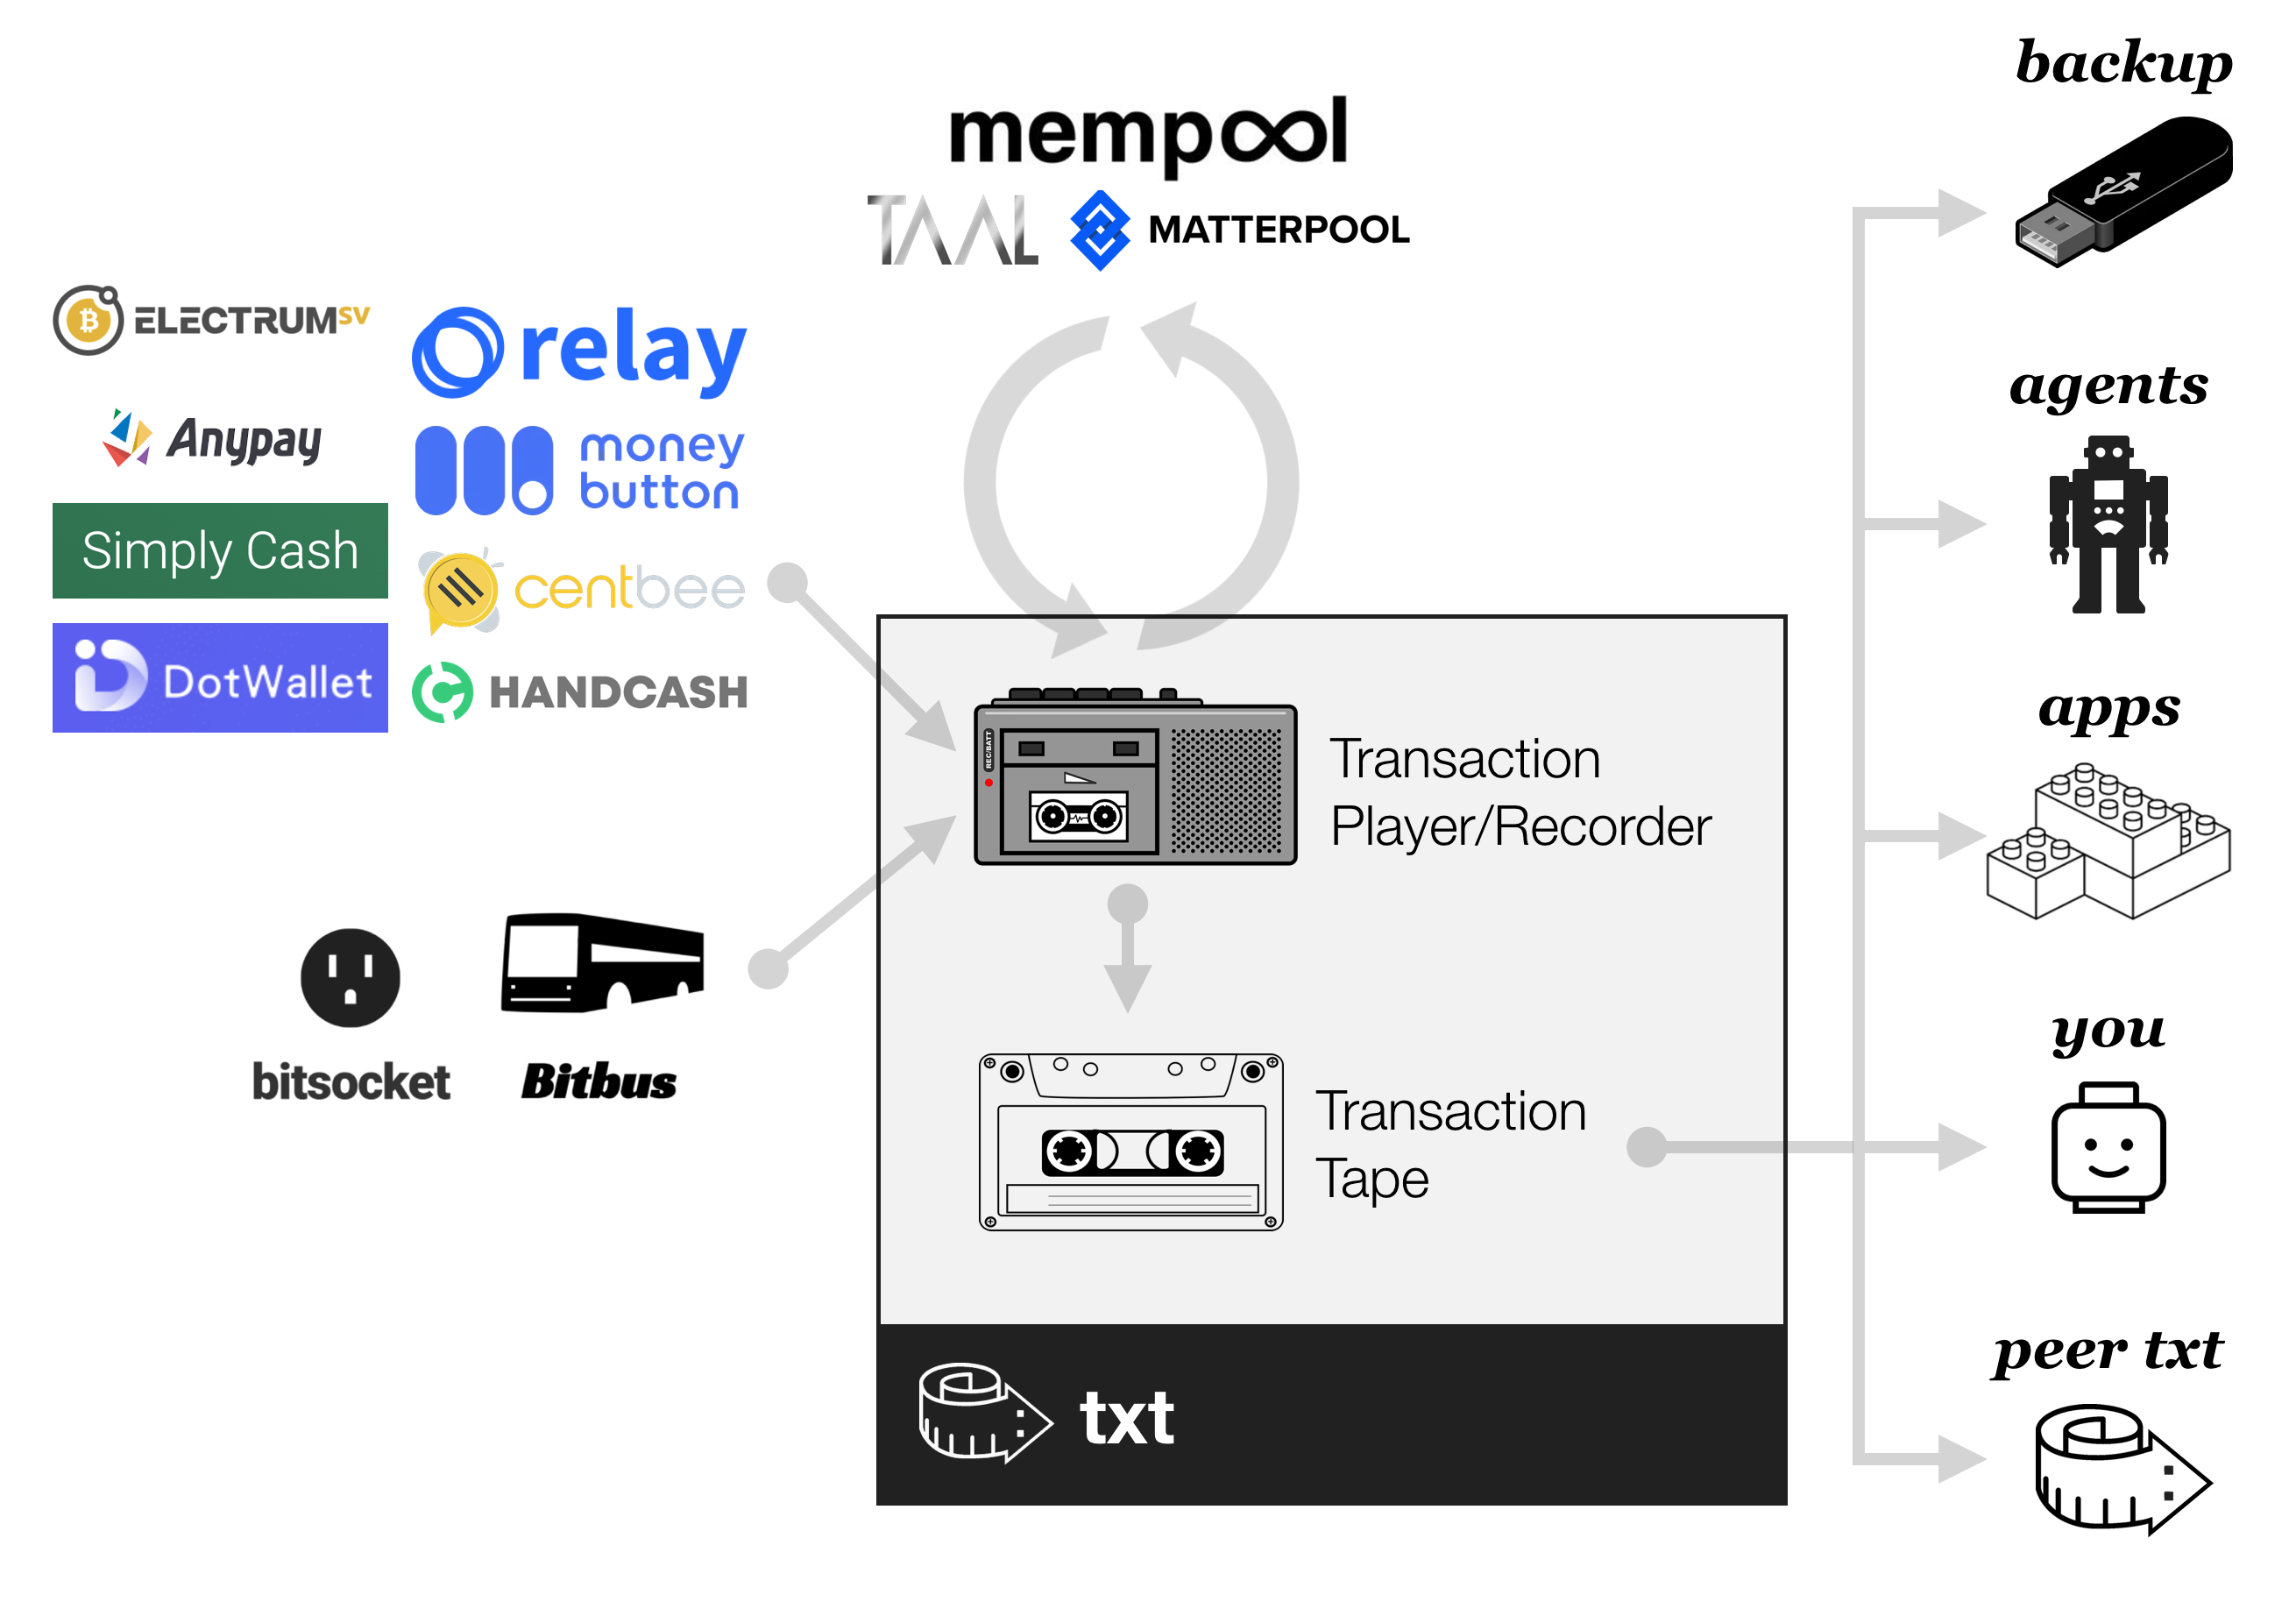 backup
mempool
TAAL
MATTERPOOL
ELECTRUMSV
relay
agents
Anypay
money
button
Simply Cash
centbee
DotWallet
HANDCASH
apps
REC/BATT
Transaction
Player/Recorder
bitsocket
Bitbus
you
Transaction
Tape
peer txt
txt